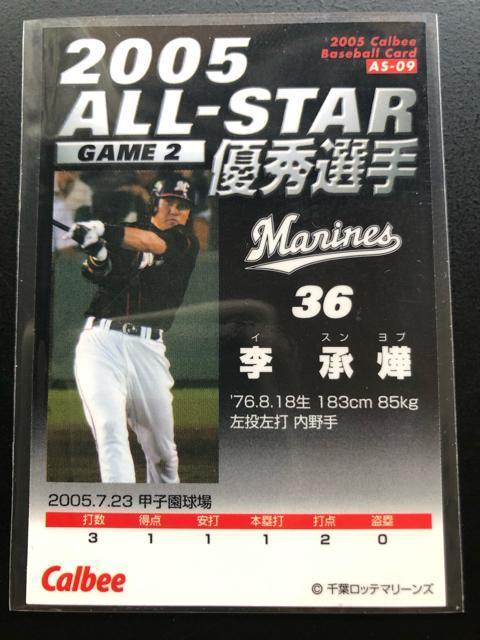 2005 Calbee
Baseball Card
AS-09
2005
ALL-STAR
GAME 2
優秀選手
Marines
36
イ スン ヨプ
李 承 燁
'76.8.18生 183cm 85kg
左投左打 内野手
2005.7.23 甲子園球場
打数 得点 安打 本塁打 打点 盗塁
3 1 1 1 2 0
Calbee
© 千葉ロッテマリーンズ